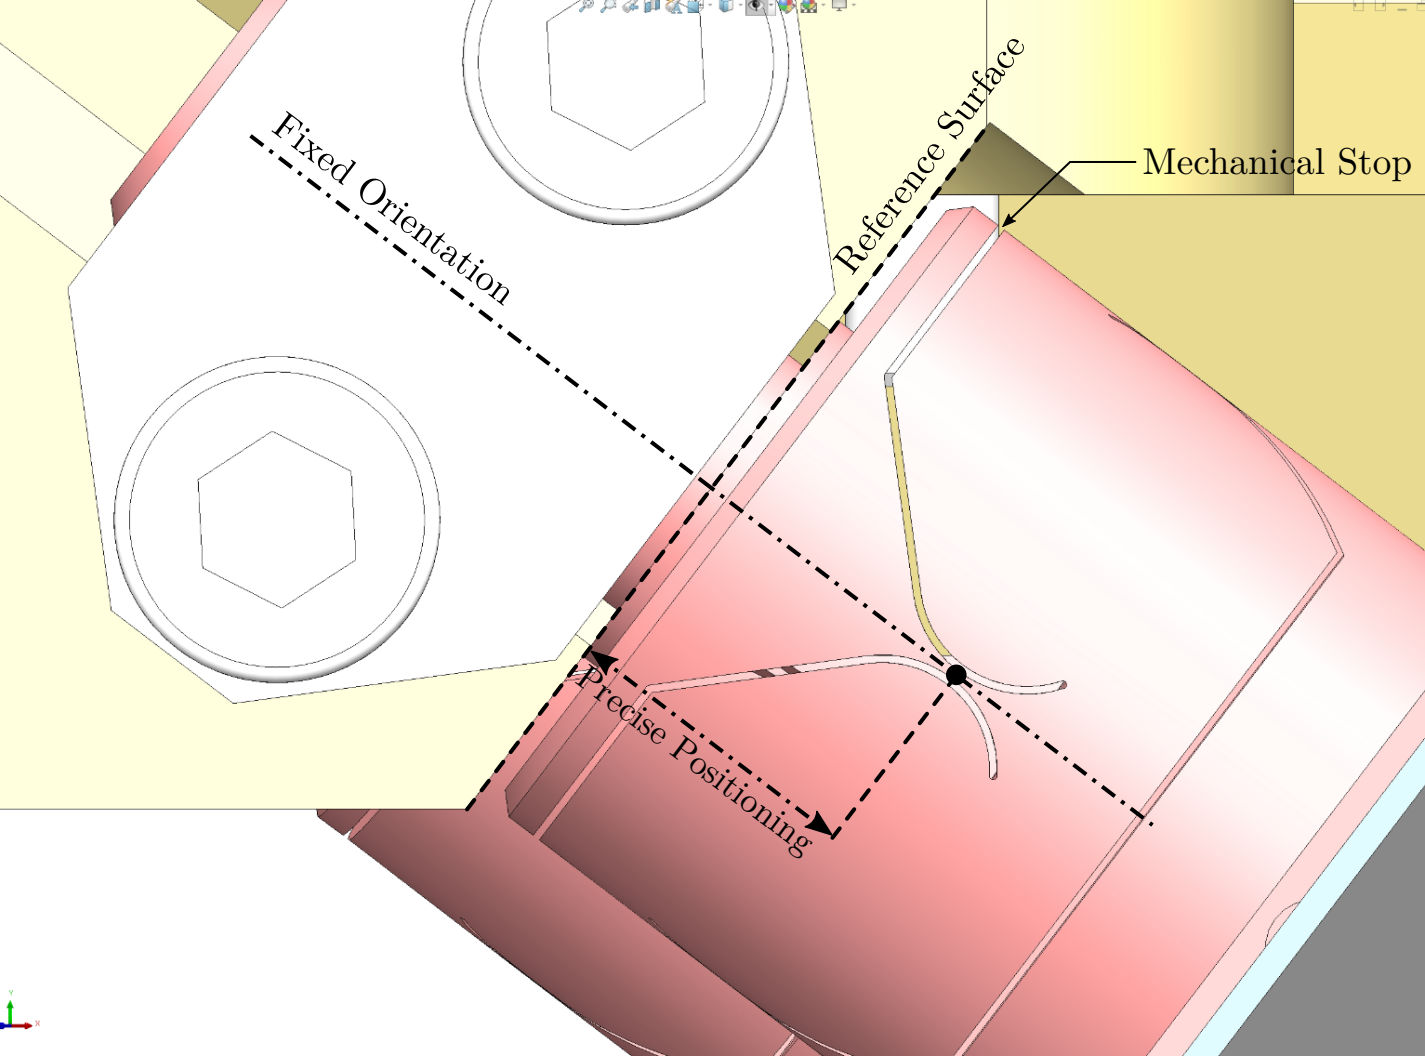 Fixed Orientation
Reference Surface
Mechanical Stop
Precise Positioning
Y
X